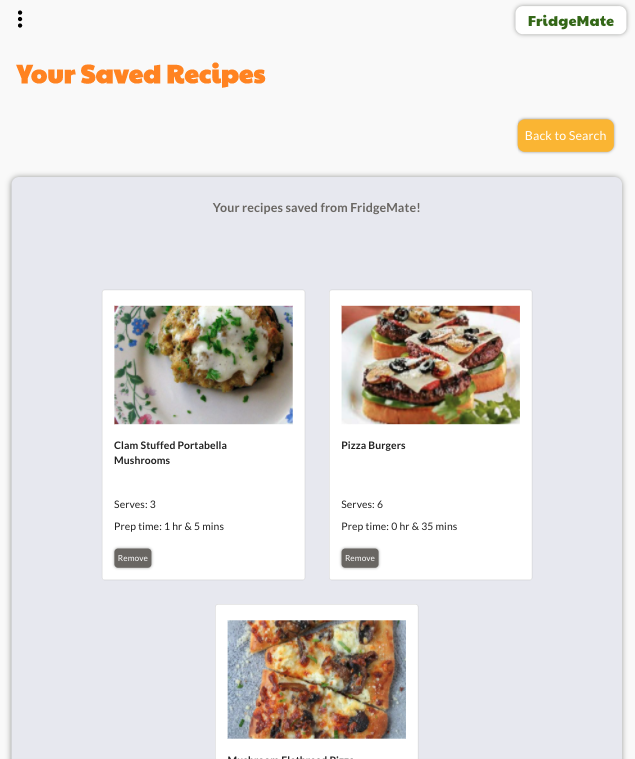 FridgeMate
Your Saved Recipes
Back to Search
Your recipes saved from FridgeMate!
Clam Stuffed Portabella
Mushrooms
Serves: 3
Prep time: 1 hr & 5 mins
Remove
Pizza Burgers
Serves: 6
Prep time: 0 hr & 35 mins
Remove
Mushroom Flatbread Pizza